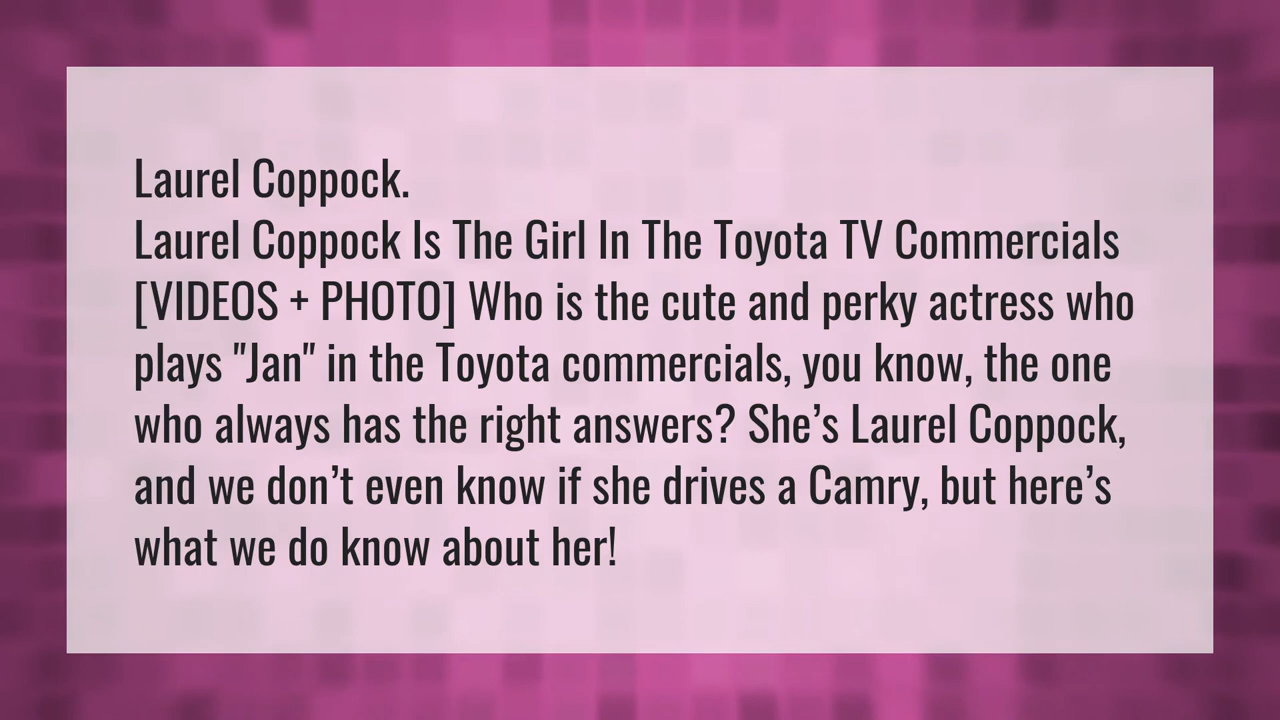 Laurel Coppock.
Laurel Coppock Is The Girl In The Toyota TV Commercials
[VIDEOS + PHOTO] Who is the cute and perky actress who
plays "Jan" in the Toyota commercials, you know, the one
who always has the right answers? She’s Laurel Coppock,
and we don’t even know if she drives a Camry, but here’s
what we do know about her!